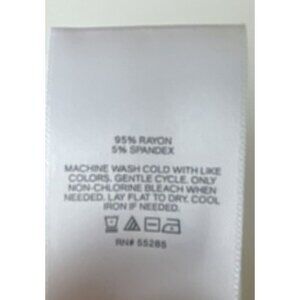 95% RAYON
5% SPANDEX
MACHINE WASH COLD WITH LIKE
COLORS. GENTLE CYCLE. ONLY
NON-CHLORINE BLEACH WHEN
NEEDED. LAY FLAT TO DRY. COOL
IRON IF NEEDED.
RN# 55285